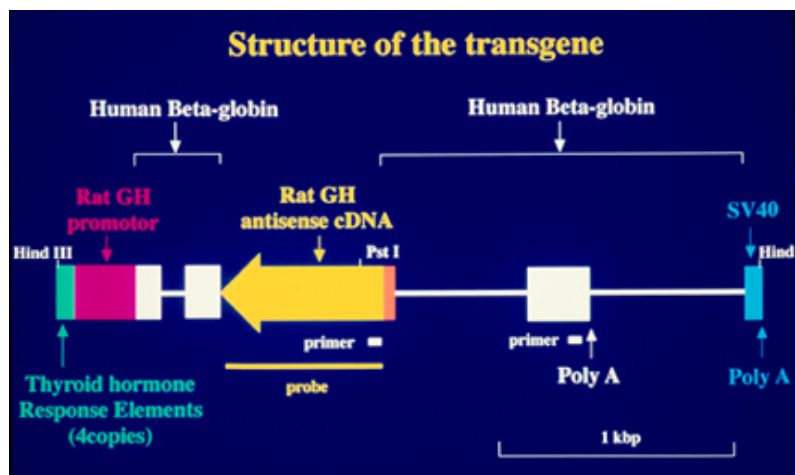 Structure of the transgene
Human Beta-globin
Human Beta-globin
Rat GH
promotor
Rat GH
antisense cDNA
SV40
Hind III
Pst I
Hind
primer
primer
probe
Poly A
Poly A
Thyroid hormone
Response Elements
(4copies)
1 kbp